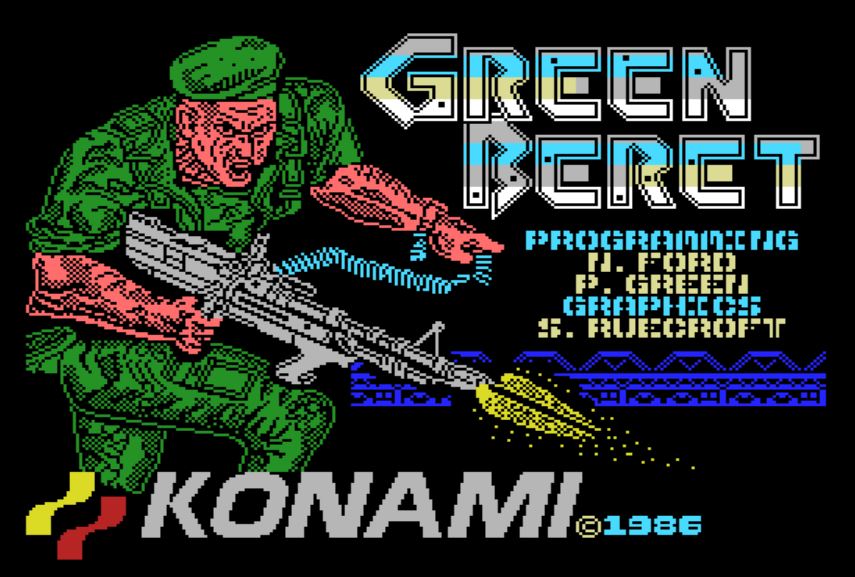 GREEN
BERET
PROGRAMMING
N. FORD
P. GREEN
GRAPHICS
S. RUECROFT
KONAMI ©1986